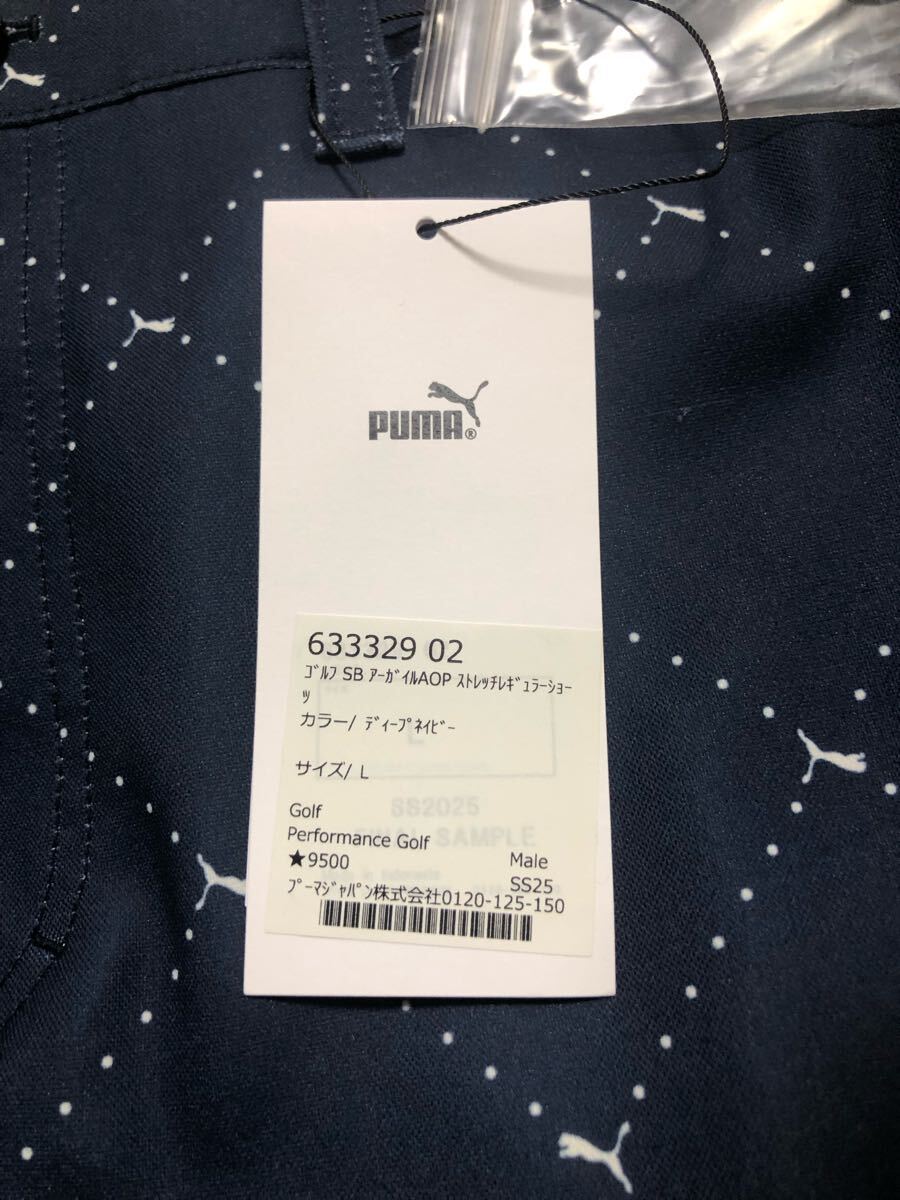 PUMA®
633329 02
ｺﾞﾙﾌ SB ｱｰｶﾞｲﾙAOP ｽﾄﾚｯﾁﾚｷﾞｭﾗｰｼｮｰ
ﾂ
カラー/ ﾃﾞｨｰﾌﾟﾈｲﾋﾞｰ
サイズ/ L
L
SS2025
FINAL SAMPLE
Golf
Performance Golf
★9500 Male
SS25
ﾌﾟｰﾏｼﾞｬﾊﾟﾝ株式会社0120-125-150